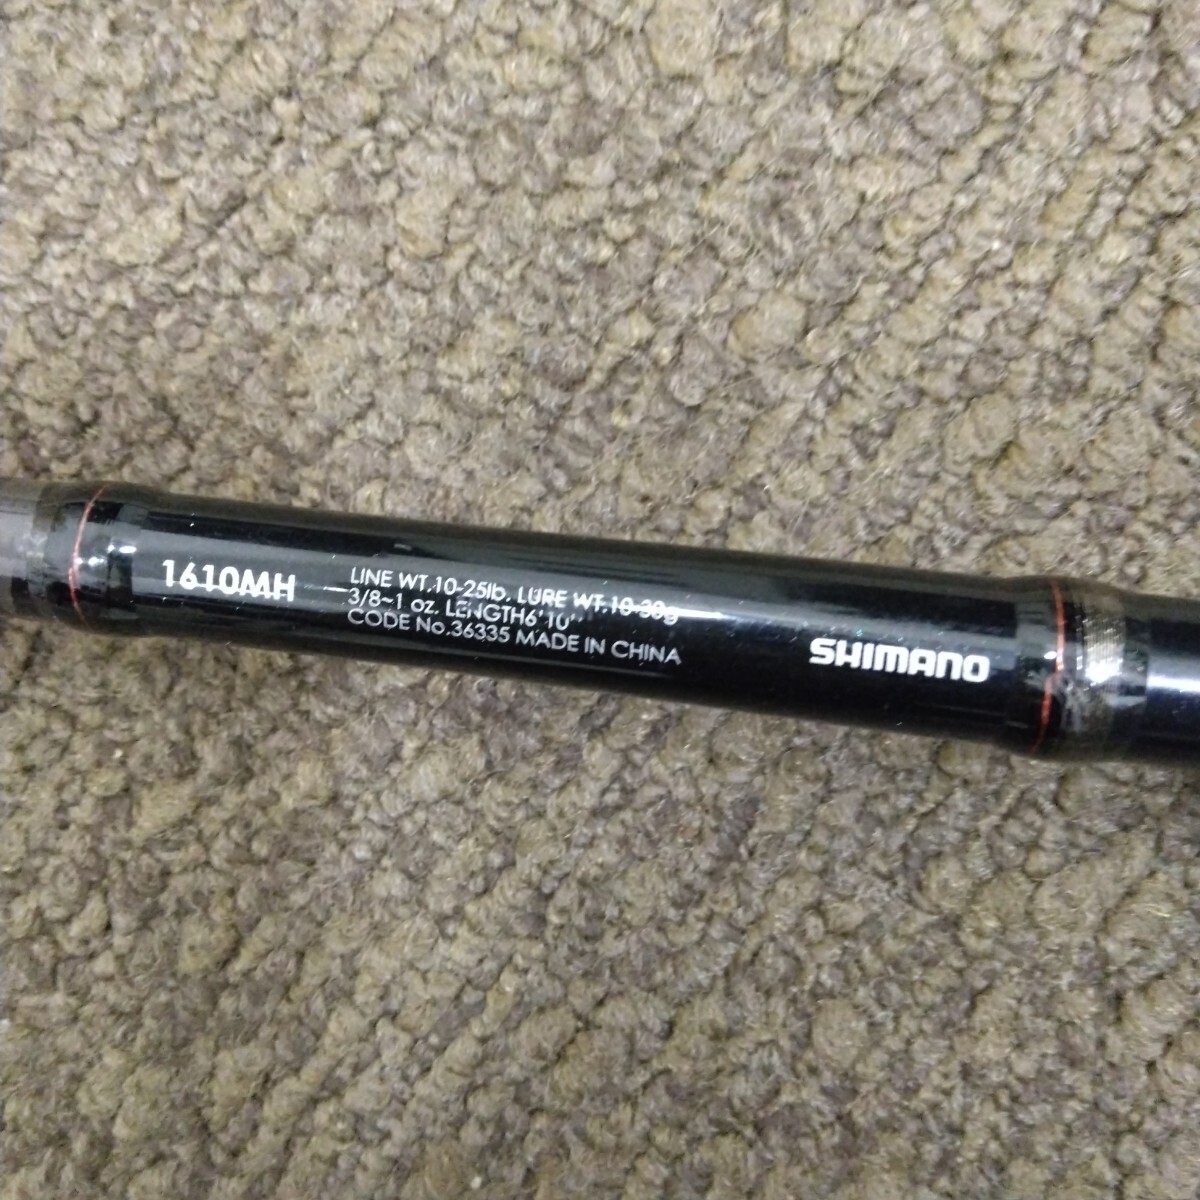 1610MH
LINE WT.10-25lb. LURE WT.10-30g
3/8~1 oz. LENGTH6'10"
CODE No.36335 MADE IN CHINA
SHIMANO